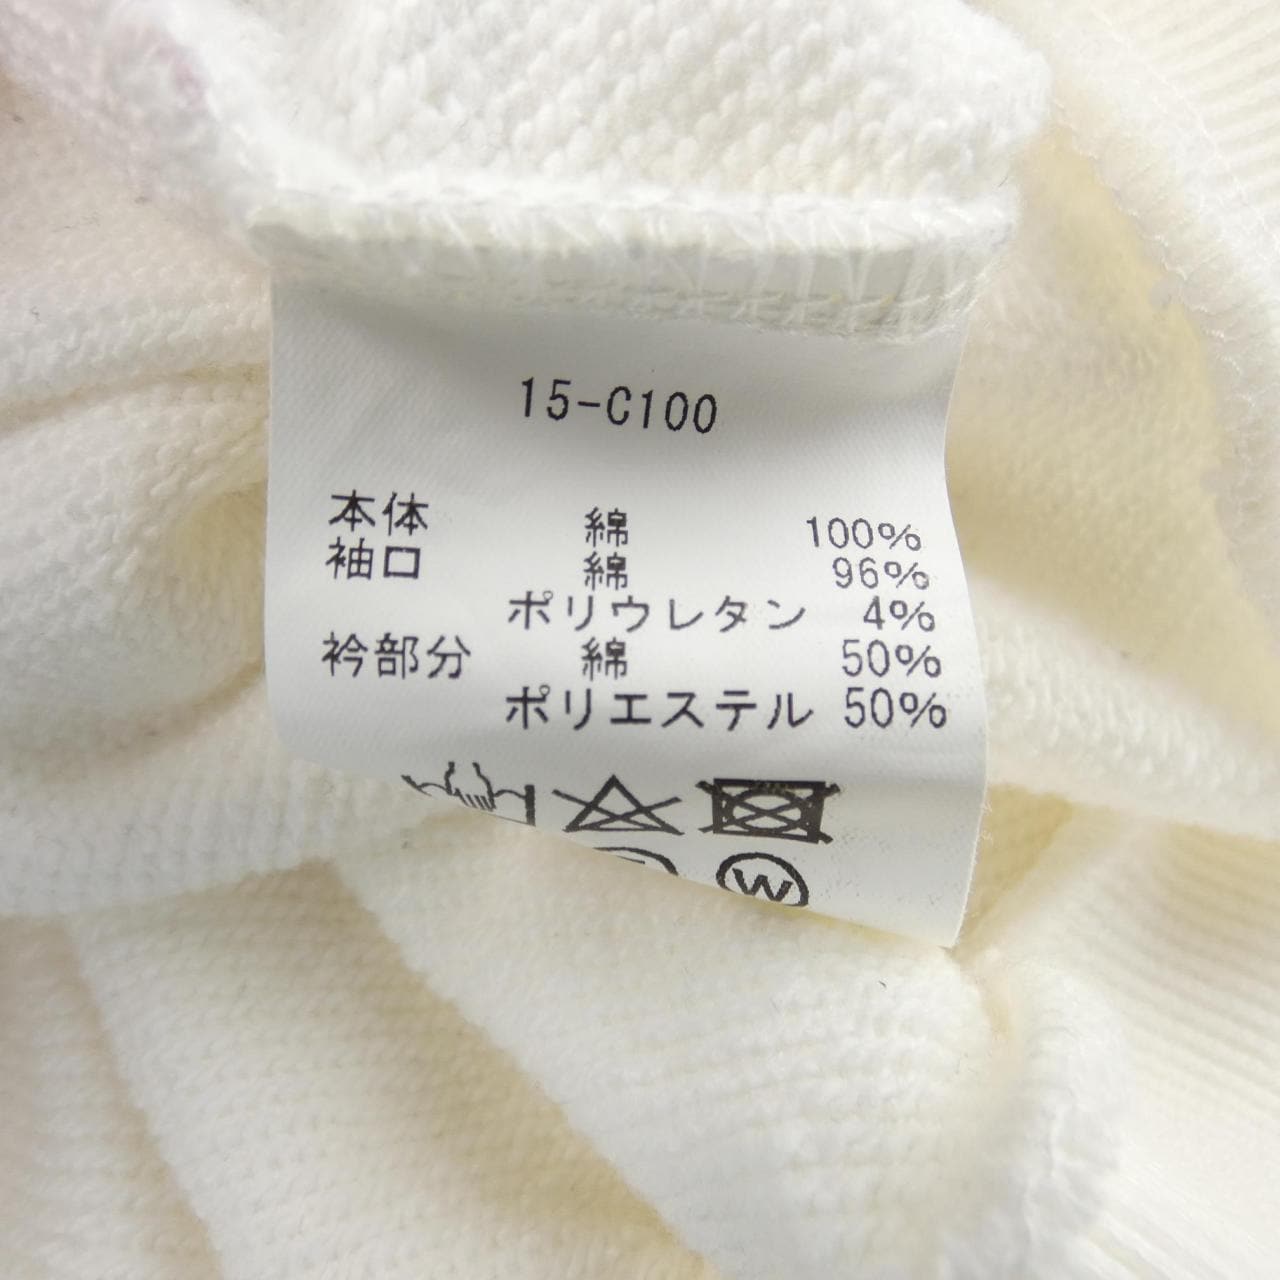 15-C100
本体 綿 100%
袖口 綿 96%
ポリウレタン 4%
衿部分 綿 50%
ポリエステル 50%
W